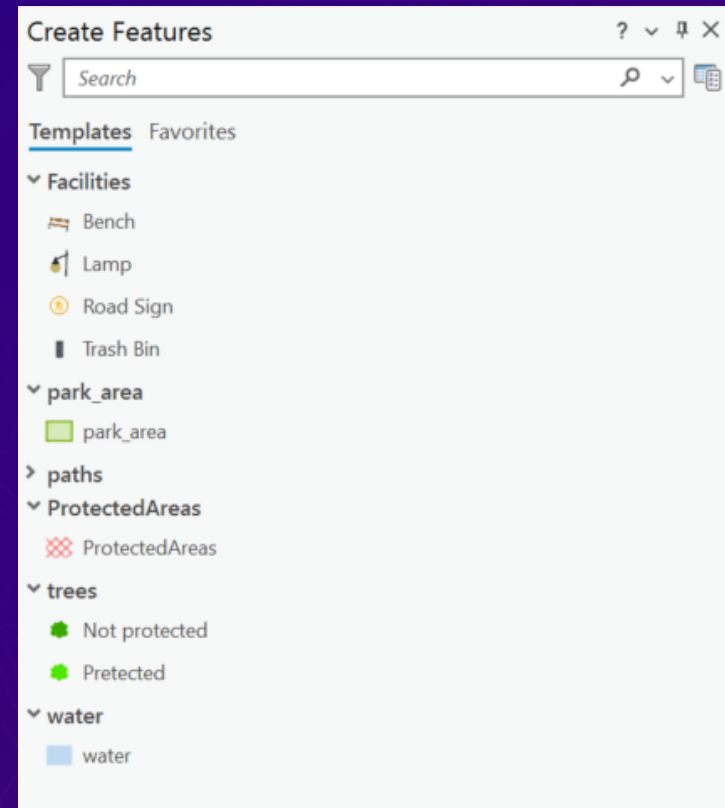 Create Features
?
Search
Templates Favorites
Facilities
Bench
Lamp
Road Sign
Trash Bin
park_area
park_area
paths
ProtectedAreas
ProtectedAreas
trees
Not protected
Pretected
water
water